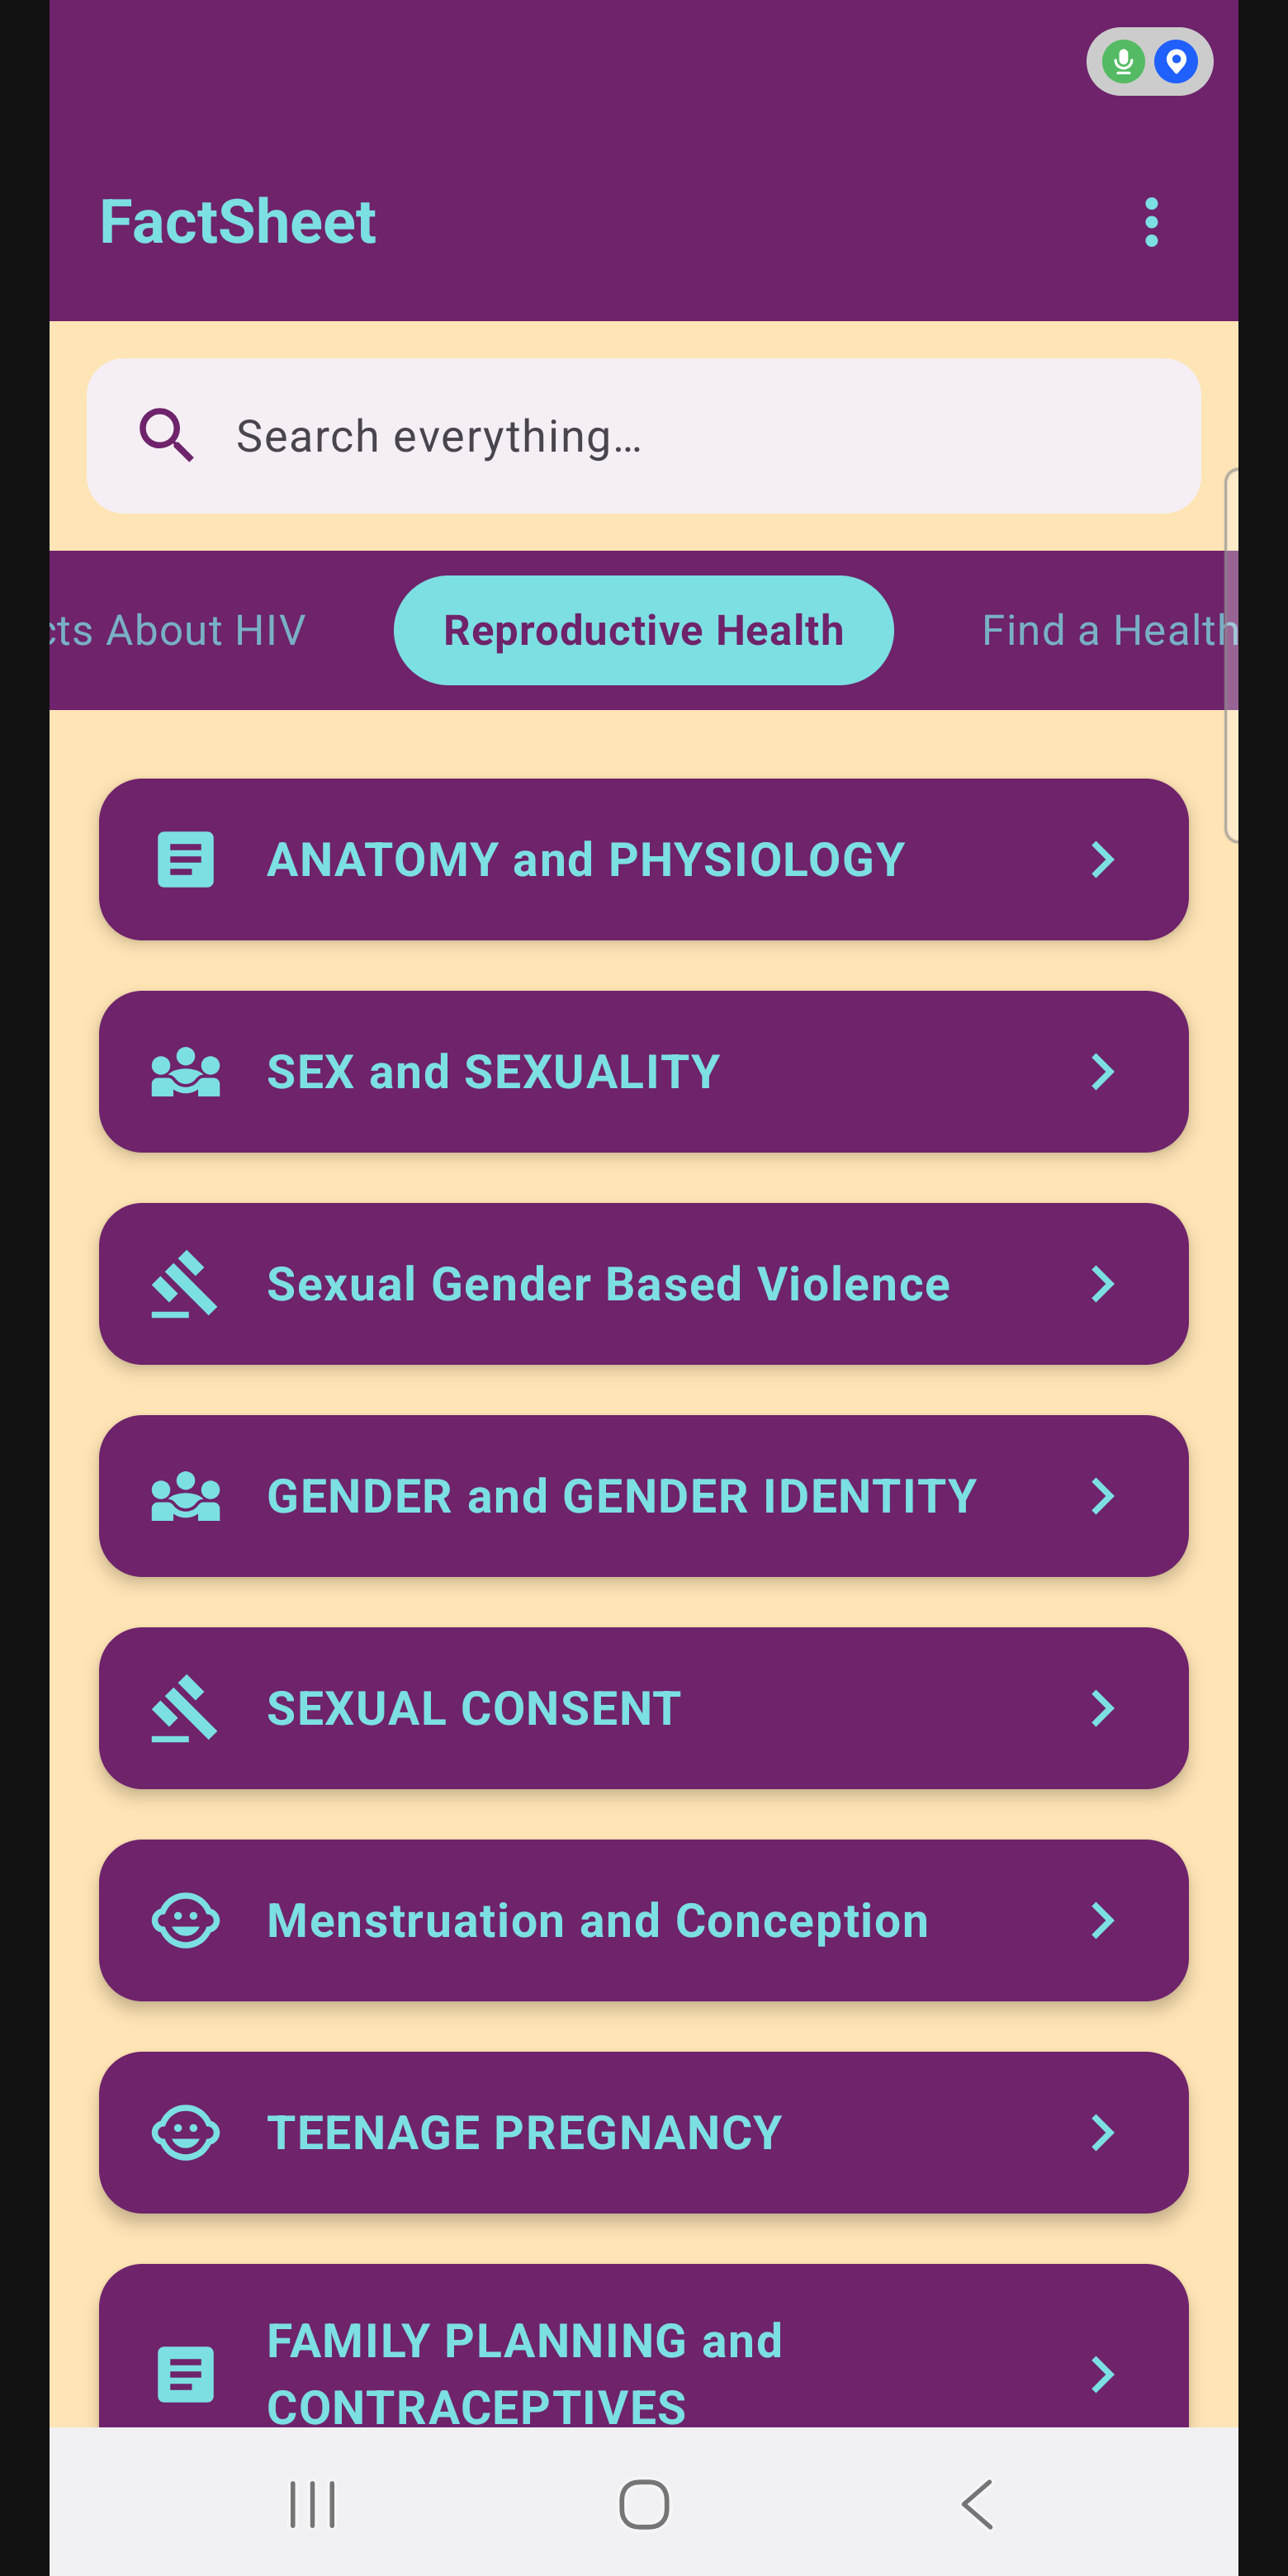 FactSheet
Search everything…
cts About HIV
Reproductive Health
Find a Health
ANATOMY and PHYSIOLOGY
SEX and SEXUALITY
Sexual Gender Based Violence
GENDER and GENDER IDENTITY
SEXUAL CONSENT
Menstruation and Conception
TEENAGE PREGNANCY
FAMILY PLANNING and
CONTRACEPTIVES